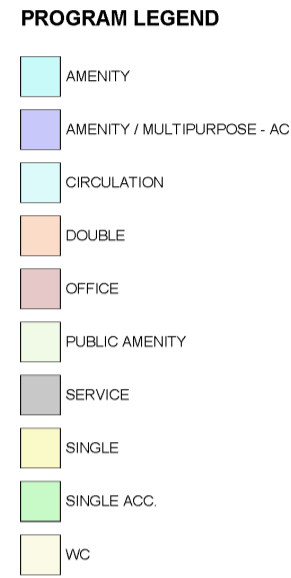 PROGRAM LEGEND
AMENITY
AMENITY / MULTIPURPOSE - AC
CIRCULATION
DOUBLE
OFFICE
PUBLIC AMENITY
SERVICE
SINGLE
SINGLE ACC.
WC